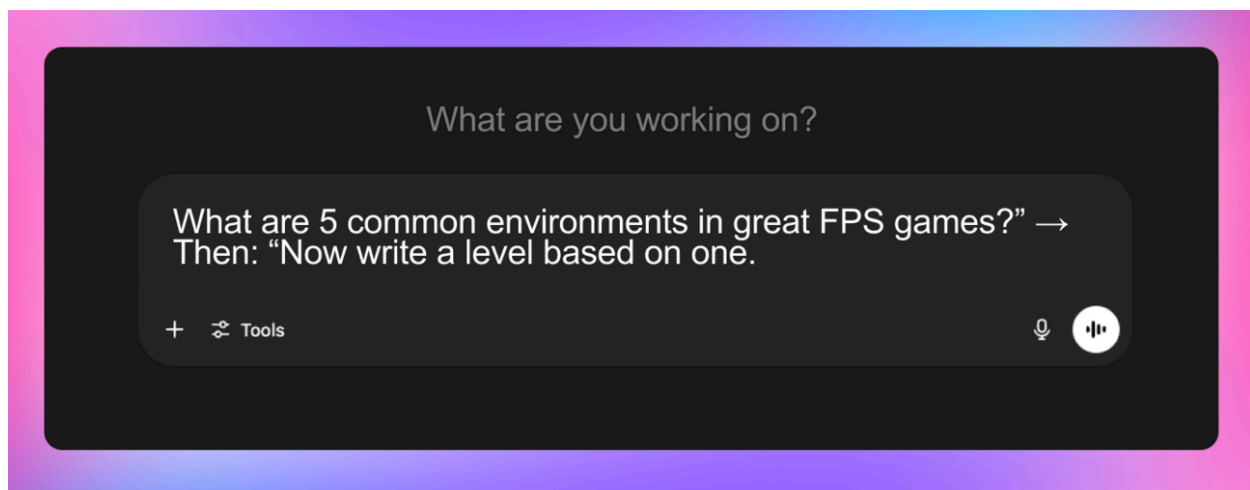 What are you working on?
What are 5 common environments in great FPS games?” →
Then: “Now write a level based on one.
Tools